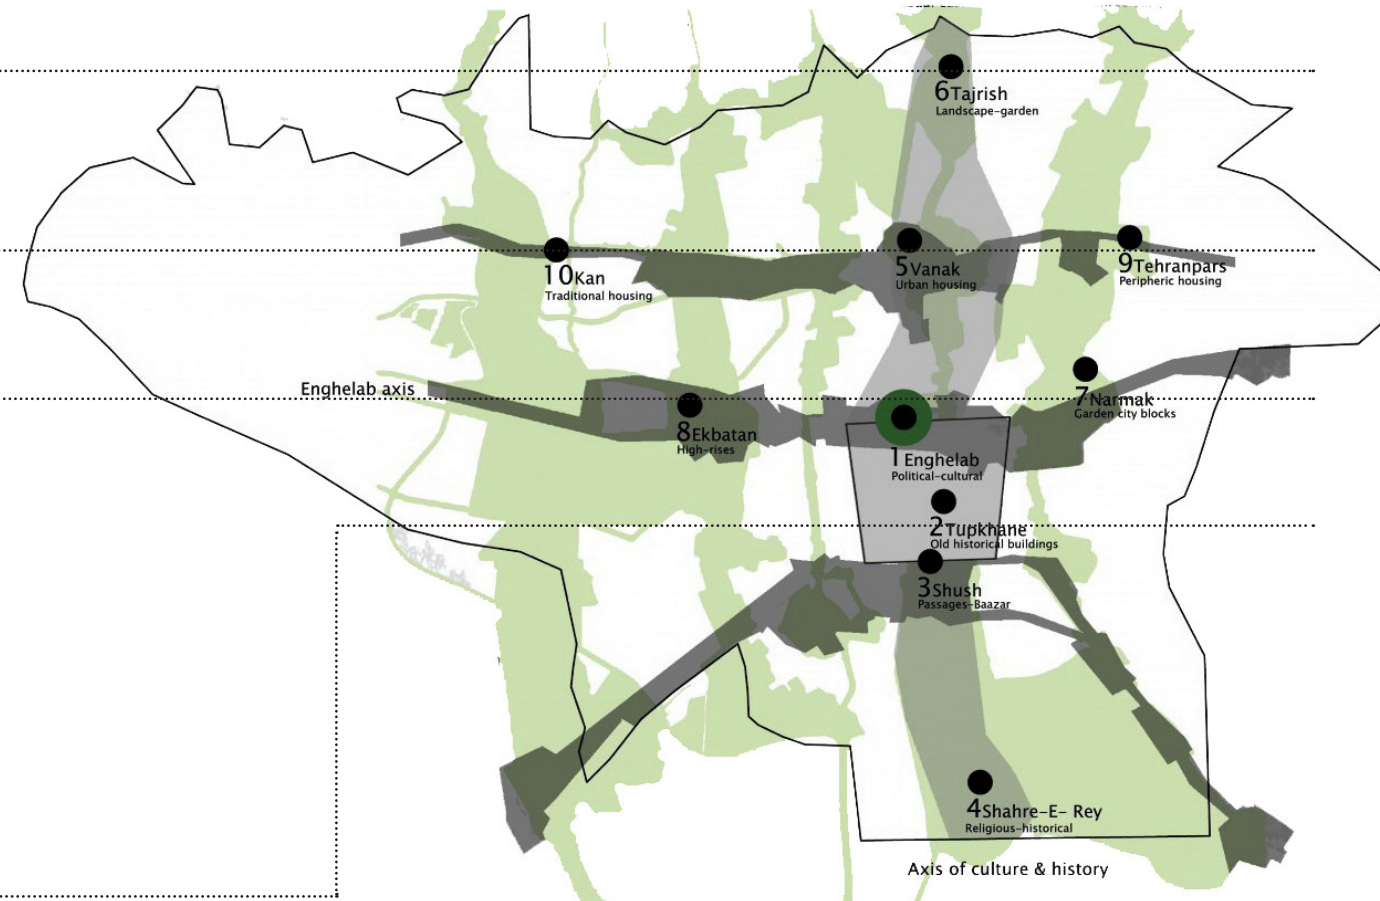 6Tajrish
Landscape-garden
10Kan
Traditional housing
5Vanak
Urban housing
9Tehranpars
Peripheric housing
Enghelab axis
7Narmak
Garden city blocks
8Ekbatan
High-rises
1Enghelab
Political-cultural
2Tupkhane
Old historical buildings
3Shush
Passages-Baazar
4Shahre-E- Rey
Religious-historical
Axis of culture & history